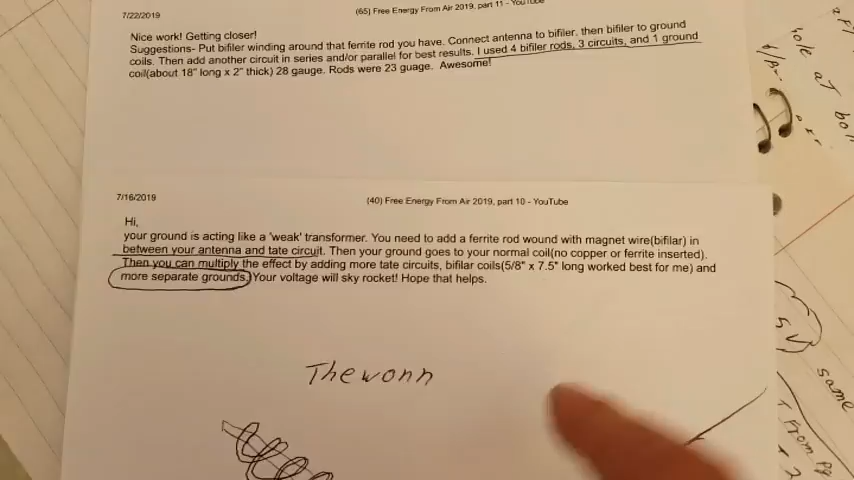 7/22/2019
(65) Free Energy From Air 2019, part 11 - YouTube
Nice work! Getting closer!
Suggestions- Put bifiler winding around that ferrite rod you have. Connect antenna to bifiler, then bifiler to ground
coils. Then add another circuit in series and/or parallel for best results. I used 4 bifiler rods, 3 circuits, and 1 ground
coil(about 18" long x 2" thick) 28 gauge. Rods were 23 guage. Awesome!
7/16/2019
(40) Free Energy From Air 2019, part 10 - YouTube
Hi,
your ground is acting like a 'weak' transformer. You need to add a ferrite rod wound with magnet wire(bifilar) in
between your antenna and tate circuit. Then your ground goes to your normal coil(no copper or ferrite inserted).
Then you can multiply the effect by adding more tate circuits, bifilar coils(5/8" x 7.5" long worked best for me) and
more separate grounds. Your voltage will sky rocket! Hope that helps.
Thewonn
hole at
5V
same
From Pg